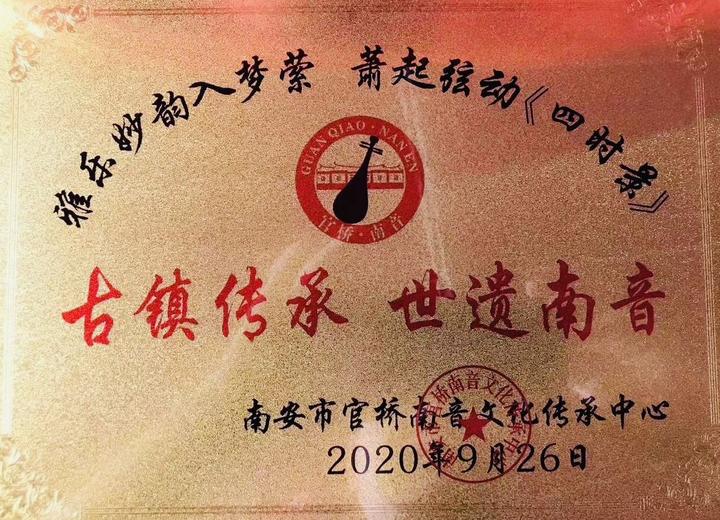 雅乐妙韵入梦萦 萧起弦动《四时景》
GUAN QIAO · NAN EN
官桥·南音
古镇传承 世遗南音
南安市官桥南音文化传承中心
2020年9月26日